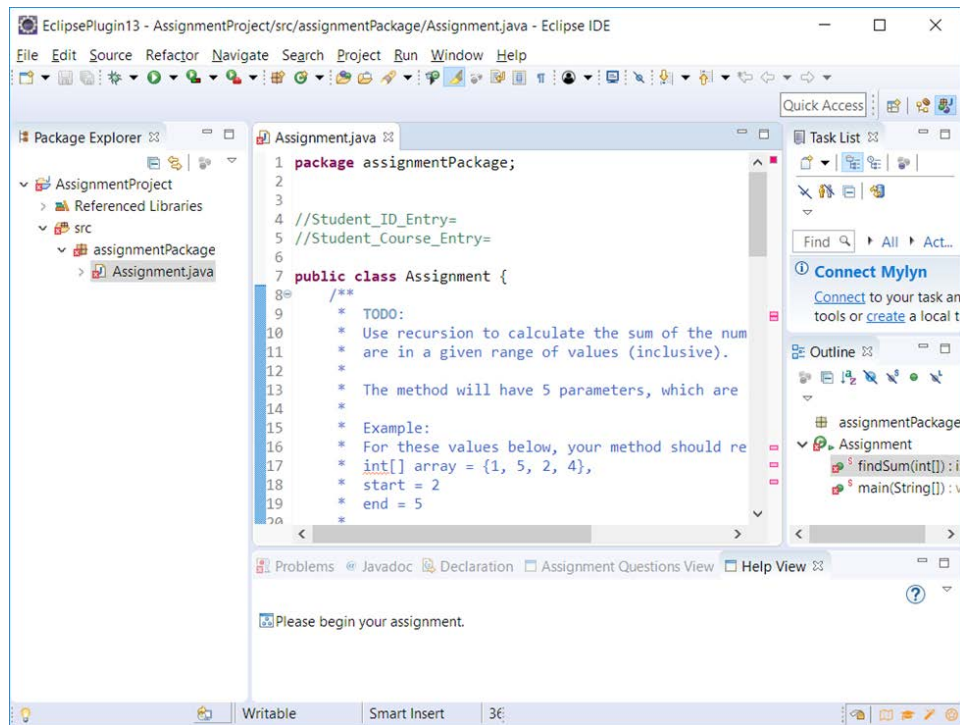 EclipsePlugin13 - AssignmentProject/src/assignmentPackage/Assignment.java - Eclipse IDE
File Edit Source Refactor Navigate Search Project Run Window Help
Quick Access
Package Explorer
AssignmentProject
Referenced Libraries
src
assignmentPackage
Assignment.java
Assignment.java
1 package assignmentPackage;
2
3
4 //Student_ID_Entry=
5 //Student_Course_Entry=
6
7 public class Assignment {
8 /**
9 * TODO:
10 * Use recursion to calculate the sum of the num
11 * are in a given range of values (inclusive).
12 *
13 * The method will have 5 parameters, which are
14 *
15 * Example:
16 * For these values below, your method should re
17 * int[] array = {1, 5, 2, 4},
18 * start = 2
19 * end = 5
20 *
Task List
Find All Act...
Connect Mylyn
Connect to your task an
tools or create a local t
Outline
assignmentPackage
Assignment
findSum(int[]) : i
main(String[]) : v
Problems Javadoc Declaration Assignment Questions View Help View
Please begin your assignment.
Writable Smart Insert 36